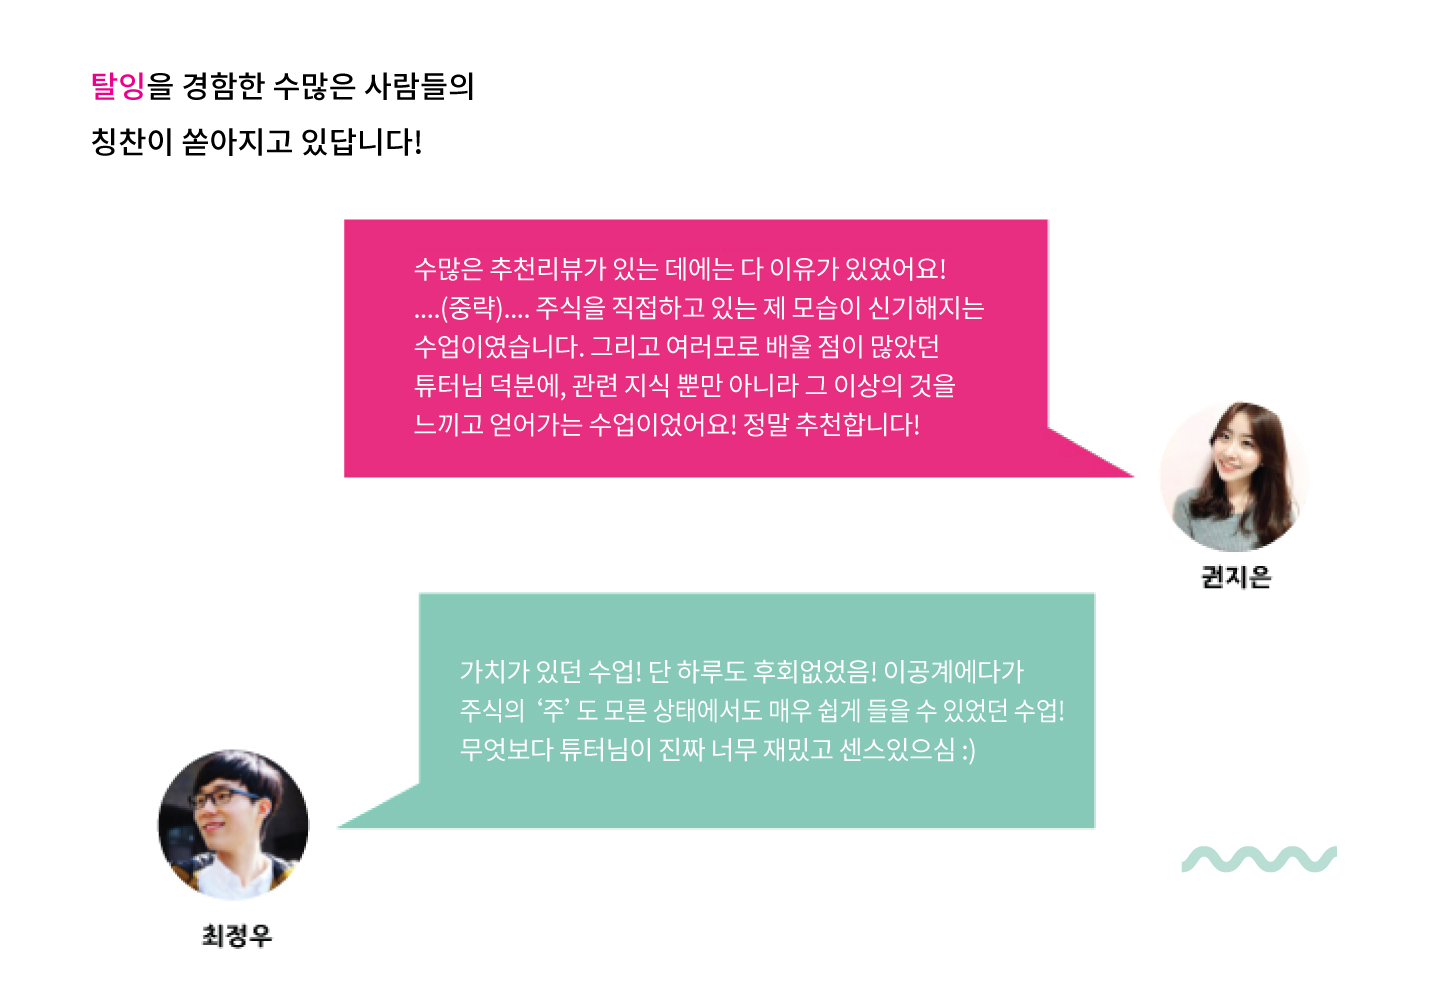 탈잉을 경함한 수많은 사람들의
칭찬이 쏟아지고 있답니다!
수많은 추천리뷰가 있는 데에는 다 이유가 있었어요!
....(중략).... 주식을 직접하고 있는 제 모습이 신기해지는
수업이였습니다. 그리고 여러모로 배울 점이 많았던
튜터님 덕분에, 관련 지식 뿐만 아니라 그 이상의 것을
느끼고 얻어가는 수업이었어요! 정말 추천합니다!
권지은
가치가 있던 수업! 단 하루도 후회없었음! 이공계에다가
주식의 ‘주’ 도 모른 상태에서도 매우 쉽게 들을 수 있었던 수업!
무엇보다 튜터님이 진짜 너무 재밌고 센스있으심 :)
최정우